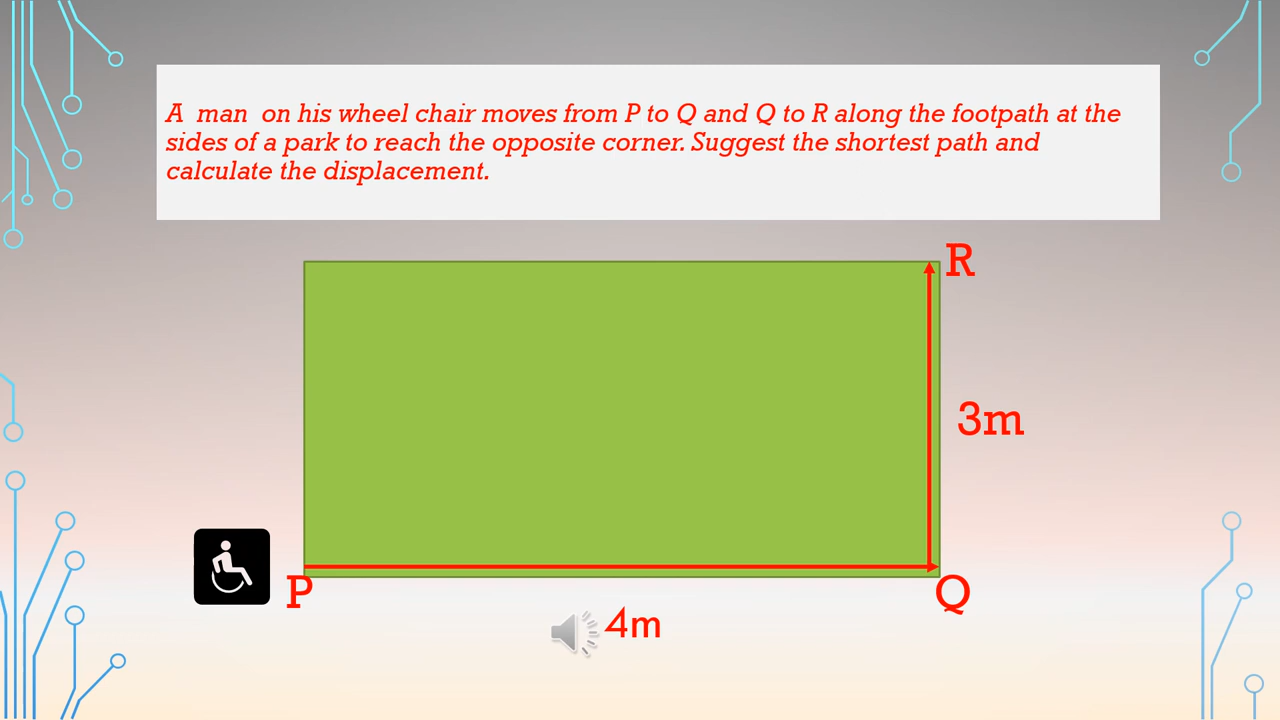 A man on his wheel chair moves from P to Q and Q to R along the footpath at the
sides of a park to reach the opposite corner. Suggest the shortest path and
calculate the displacement.
R
3m
P
Q
4m